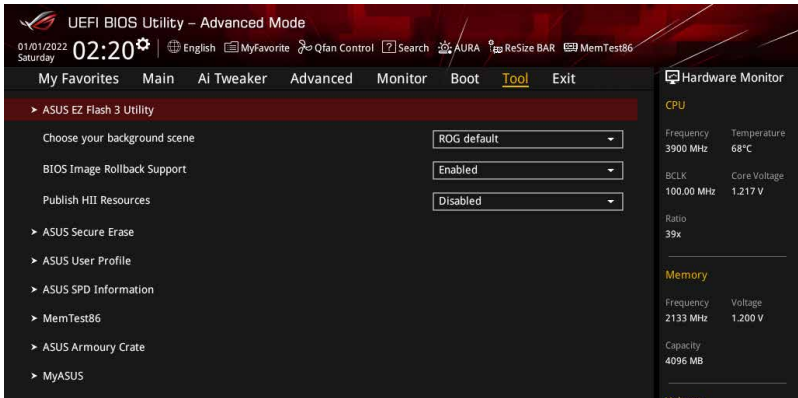 UEFI BIOS Utility – Advanced Mode
01/01/2022 Saturday 02:20 English MyFavorite Qfan Control ? Search AURA ReSize BAR MemTest86
My Favorites Main Ai Tweaker Advanced Monitor Boot Tool Exit
ASUS EZ Flash 3 Utility
Choose your background scene ROG default
BIOS Image Rollback Support Enabled
Publish HII Resources Disabled
ASUS Secure Erase
ASUS User Profile
ASUS SPD Information
MemTest86
ASUS Armoury Crate
MyASUS
Hardware Monitor
CPU
Frequency Temperature
3900 MHz 68°C
BCLK Core Voltage
100.00 MHz 1.217 V
Ratio
39x
Memory
Frequency Voltage
2133 MHz 1.200 V
Capacity
4096 MB